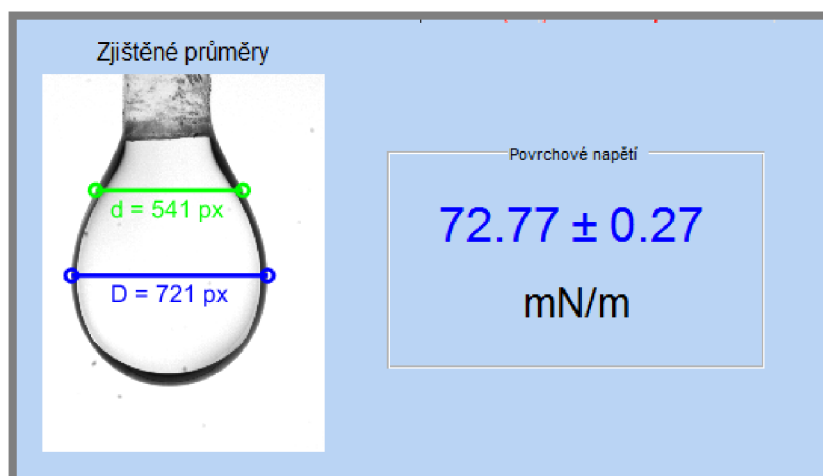 Zjištěné průměry
d = 541 px
D = 721 px
Povrchové napětí
72.77 ± 0.27
mN/m